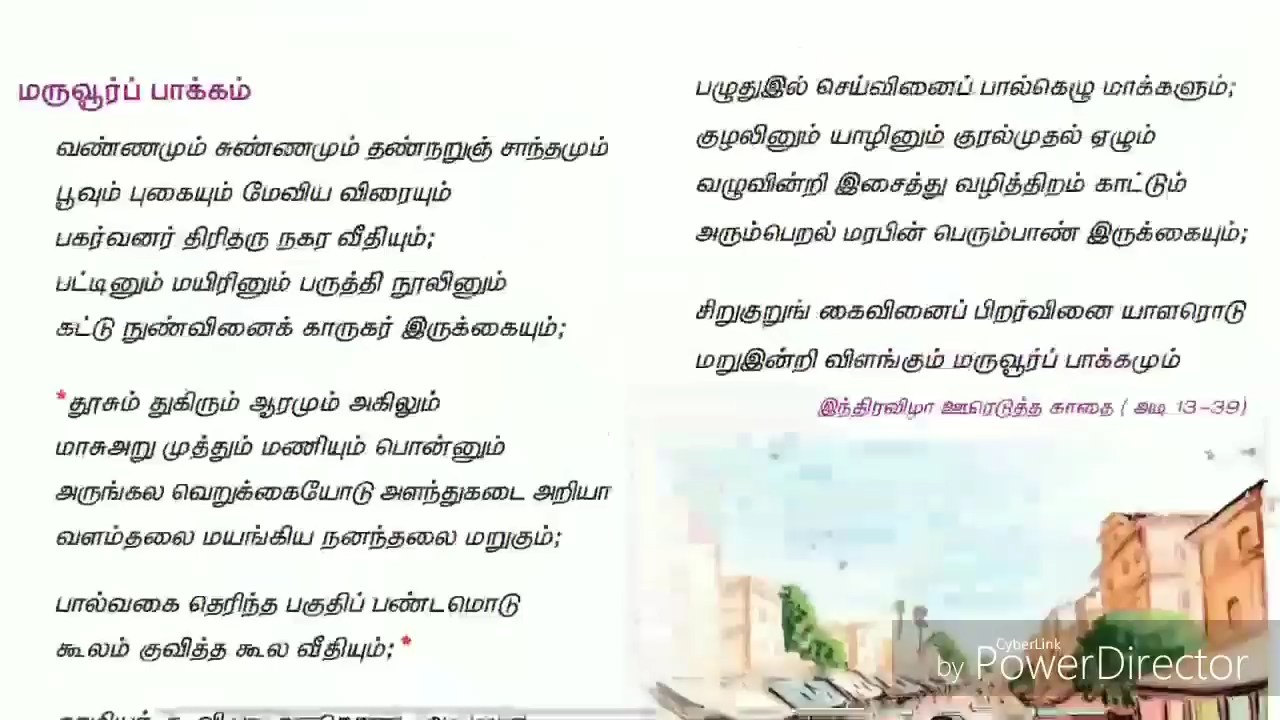 மருவூர்ப் பாக்கம்
வண்ணமும் சுண்ணமும் தண்நறுஞ் சாந்தமும்
பூவும் புகையும் மேவிய விரையும்
பகர்வனர் திரிதரு நகர வீதியும்;
பட்டினும் மயிரினும் பருத்தி நூலினும்
கட்டு நுண்வினைக் காருகர் இருக்கையும்;
*தூசும் துகிரும் ஆரமும் அகிலும்
மாசுஅறு முத்தும் மணியும் பொன்னும்
அருங்கல வெறுக்கையோடு அளந்துகடை அறியா
வளம்தலை மயங்கிய நனந்தலை மறுகும்;
பால்வகை தெரிந்த பகுதிப் பண்டமொடு
கூலம் குவித்த கூல வீதியும்;*
பழுதுஇல் செய்வினைப் பால்கெழு மாக்களும்;
குழலினும் யாழினும் குரல்முதல் ஏழும்
வழுவின்றி இசைத்து வழித்திறம் காட்டும்
அரும்பெறல் மரபின் பெரும்பாண் இருக்கையும்;
சிறுகுறுங் கைவினைப் பிறர்வினை யாளரொடு
மறுஇன்றி விளங்கும் மருவூர்ப் பாக்கமும்
இந்திரவிழா ஊரெடுத்த காதை ( அடி 13-39)
CyberLink
by PowerDirector